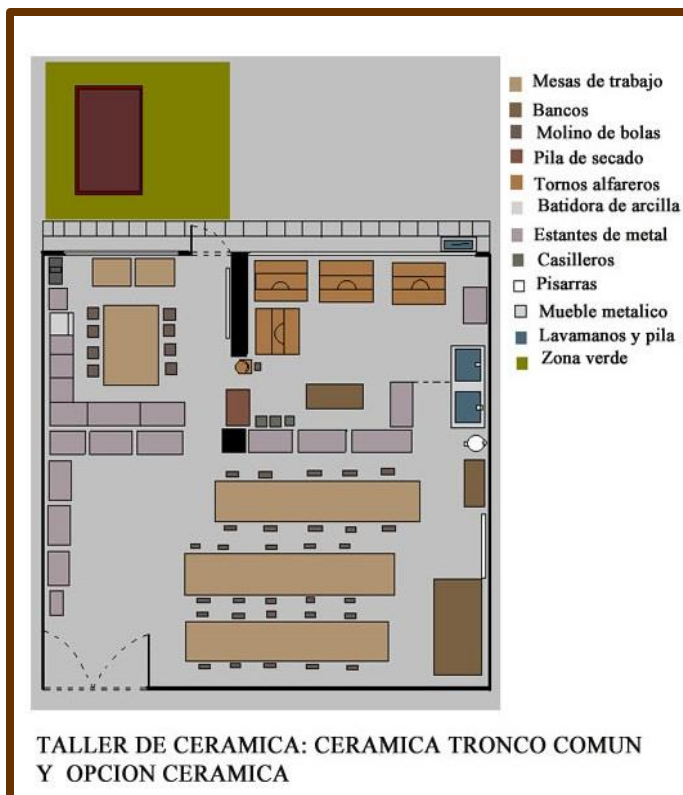 Mesas de trabajo
Bancos
Molino de bolas
Pila de secado
Tornos alfareros
Batidora de arcilla
Estantes de metal
Casilleros
Pisarras
Mueble metalico
Lavamanos y pila
Zona verde
TALLER DE CERAMICA: CERAMICA TRONCO COMUN
Y OPCION CERAMICA